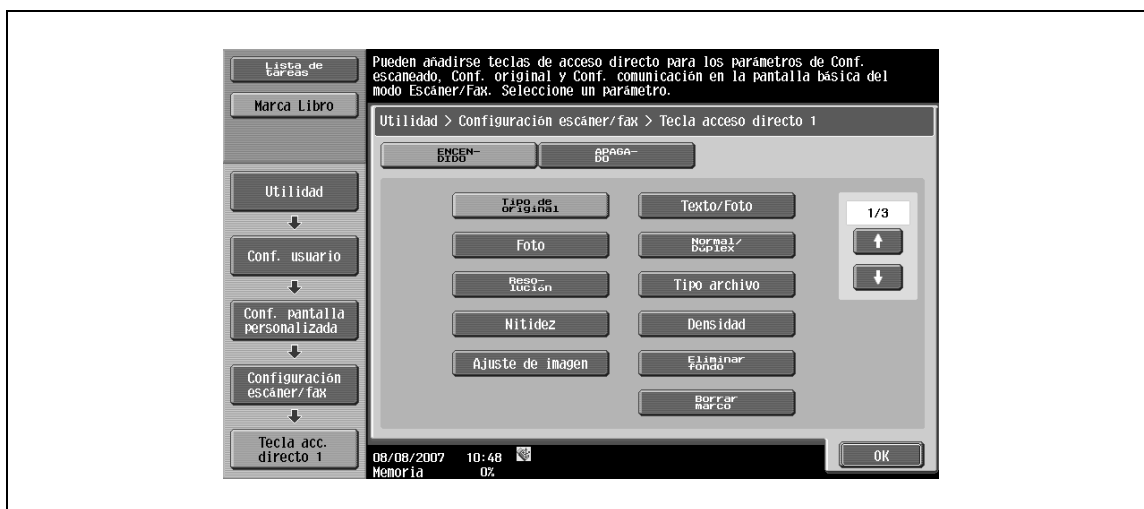 Lista de
tareas
Marca Libro
Utilidad
Conf. usuario
Conf. pantalla
personalizada
Configuración
escáner/fax
Tecla acc.
directo 1
Pueden añadirse teclas de acceso directo para los parámetros de Conf.
escaneado, Conf. original y Conf. comunicación en la pantalla básica del
modo Escáner/Fax. Seleccione un parámetro.
Utilidad > Configuración escáner/fax > Tecla acceso directo 1
ENCEN-
DIDO
APAGA-
DO
Tipo de
original
Texto/Foto
Foto
Normal/
Duplex
Reso-
lución
Tipo archivo
Nitidez
Densidad
Ajuste de imagen
Eliminar
fondo
Borrar
marco
1/3
08/08/2007 10:48
Memoria 0%
OK